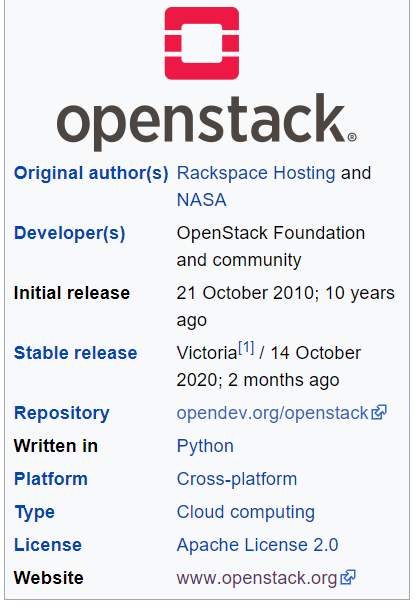 openstack®
Original author(s) Rackspace Hosting and
NASA
Developer(s) OpenStack Foundation
and community
Initial release 21 October 2010; 10 years
ago
Stable release Victoria[1] / 14 October
2020; 2 months ago
Repository opendev.org/openstack
Written in Python
Platform Cross-platform
Type Cloud computing
License Apache License 2.0
Website www.openstack.org